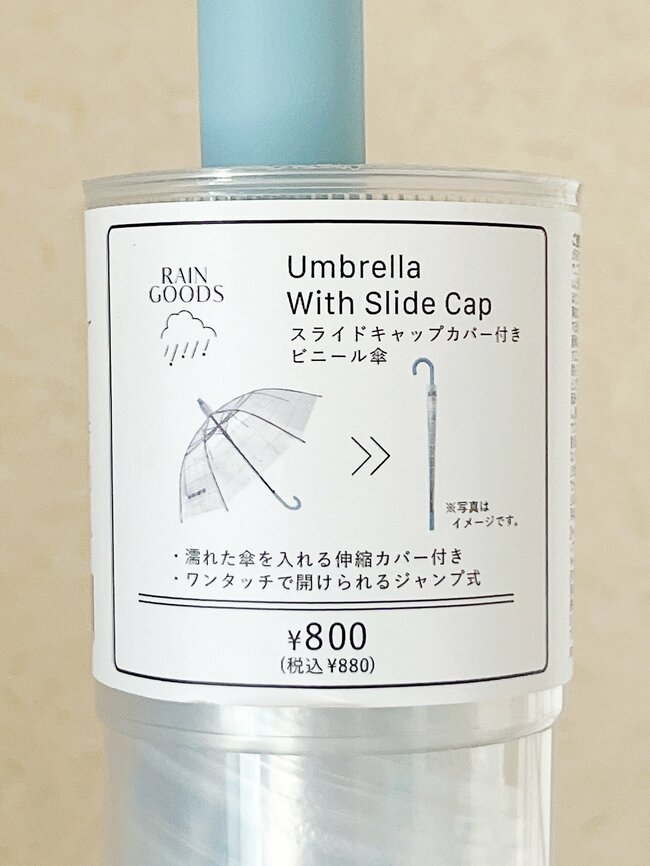 RAIN
GOODS
Umbrella
With Slide Cap
スライドキャップカバー付き
ビニール傘
※写真は
イメージです。
・濡れた傘を入れる伸縮カバー付き
・ワンタッチで開けられるジャンプ式
¥800
(税込¥880)